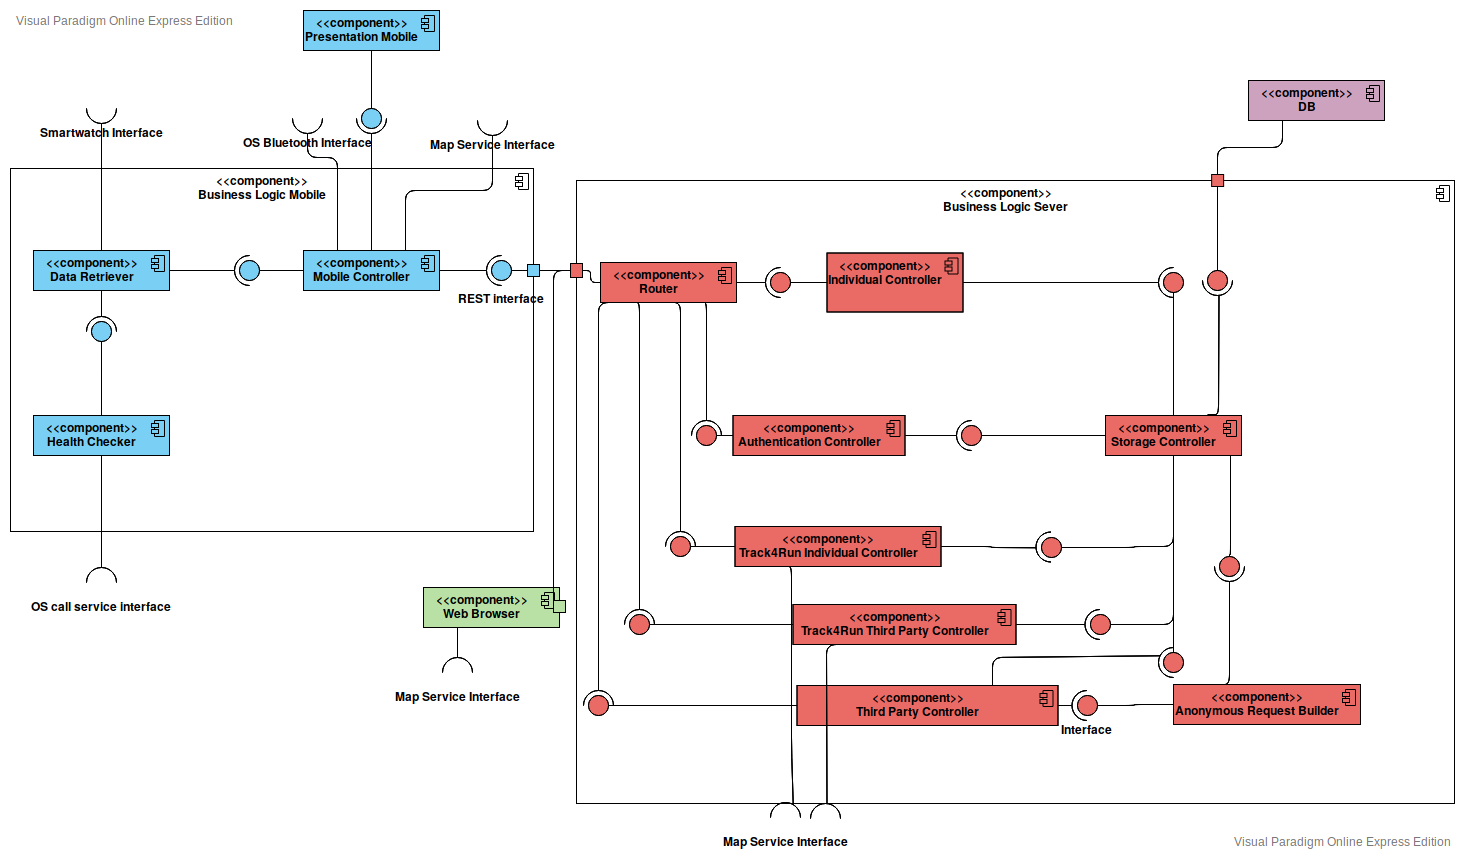 Visual Paradigm Online Express Edition
<<component>>
Presentation Mobile
<<component>>
DB
Smartwatch Interface
OS Bluetooth Interface
Map Service Interface
<<component>>
Business Logic Mobile
<<component>>
Business Logic Sever
<<component>>
Data Retriever
<<component>>
Mobile Controller
REST interface
<<component>>
Router
<<component>>
Individual Controller
<<component>>
Health Checker
<<component>>
Authentication Controller
<<component>>
Storage Controller
<<component>>
Track4Run Individual Controller
OS call service interface
<<component>>
Web Browser
<<component>>
Track4Run Third Party Controller
Map Service Interface
<<component>>
Third Party Controller
Interface
<<component>>
Anonymous Request Builder
Map Service Interface
Visual Paradigm Online Express Edition